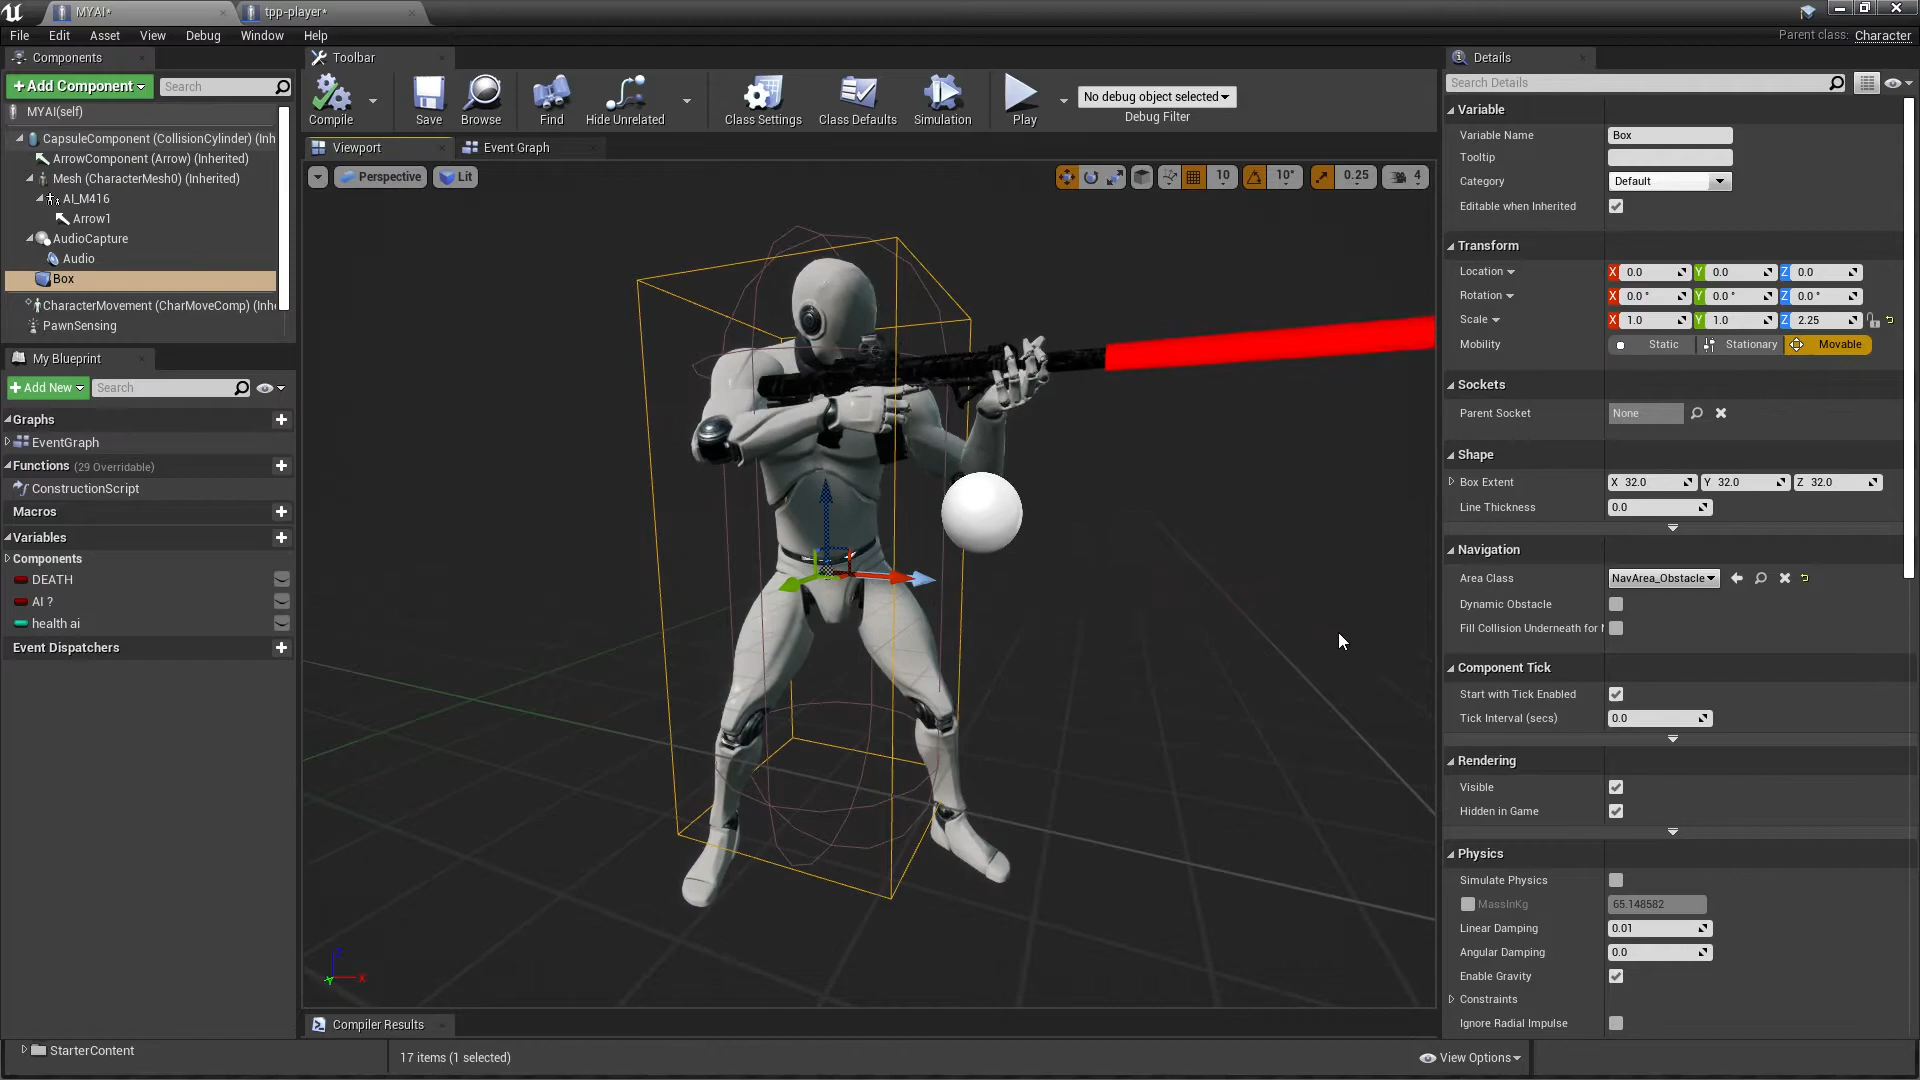 MYAI*
tpp-player*
File Edit Asset View Debug Window Help
Parent class: Character
Components
+Add Component
Search
MYAI(self)
CapsuleComponent (CollisionCylinder) (Inh
ArrowComponent (Arrow) (Inherited)
Mesh (CharacterMesh0) (Inherited)
AI_M416
Arrow1
AudioCapture
Audio
Box
CharacterMovement (CharMoveComp) (Inhe
PawnSensing
My Blueprint
+Add New
Search
Graphs
EventGraph
Functions (29 Overridable)
ConstructionScript
Macros
Variables
Components
DEATH
AI ?
health ai
Event Dispatchers
Toolbar
Compile
Save
Browse
Find
Hide Unrelated
Class Settings
Class Defaults
Simulation
Play
No debug object selected
Debug Filter
Viewport
Event Graph
Perspective
Lit
10
10°
0.25
4
Z
X
Y
Compiler Results
StarterContent
17 items (1 selected)
View Options
Details
Search Details
Variable
Variable Name Box
Tooltip
Category Default
Editable when Inherited
Transform
Location X 0.0 Y 0.0 Z 0.0
Rotation X 0.0 ° Y 0.0 ° Z 0.0 °
Scale X 1.0 Y 1.0 Z 2.25
Mobility Static Stationary Movable
Sockets
Parent Socket None
Shape
Box Extent X 32.0 Y 32.0 Z 32.0
Line Thickness 0.0
Navigation
Area Class NavArea_Obstacle
Dynamic Obstacle
Fill Collision Underneath for
Component Tick
Start with Tick Enabled
Tick Interval (secs) 0.0
Rendering
Visible
Hidden in Game
Physics
Simulate Physics
MassInKg 65.148582
Linear Damping 0.01
Angular Damping 0.0
Enable Gravity
Constraints
Ignore Radial Impulse